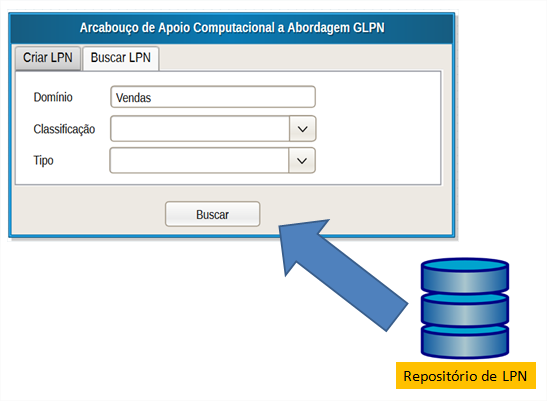 Arcabouço de Apoio Computacional a Abordagem GLPN
Criar LPN Buscar LPN
Domínio Vendas
Classificação
Tipo
Buscar
Repositório de LPN